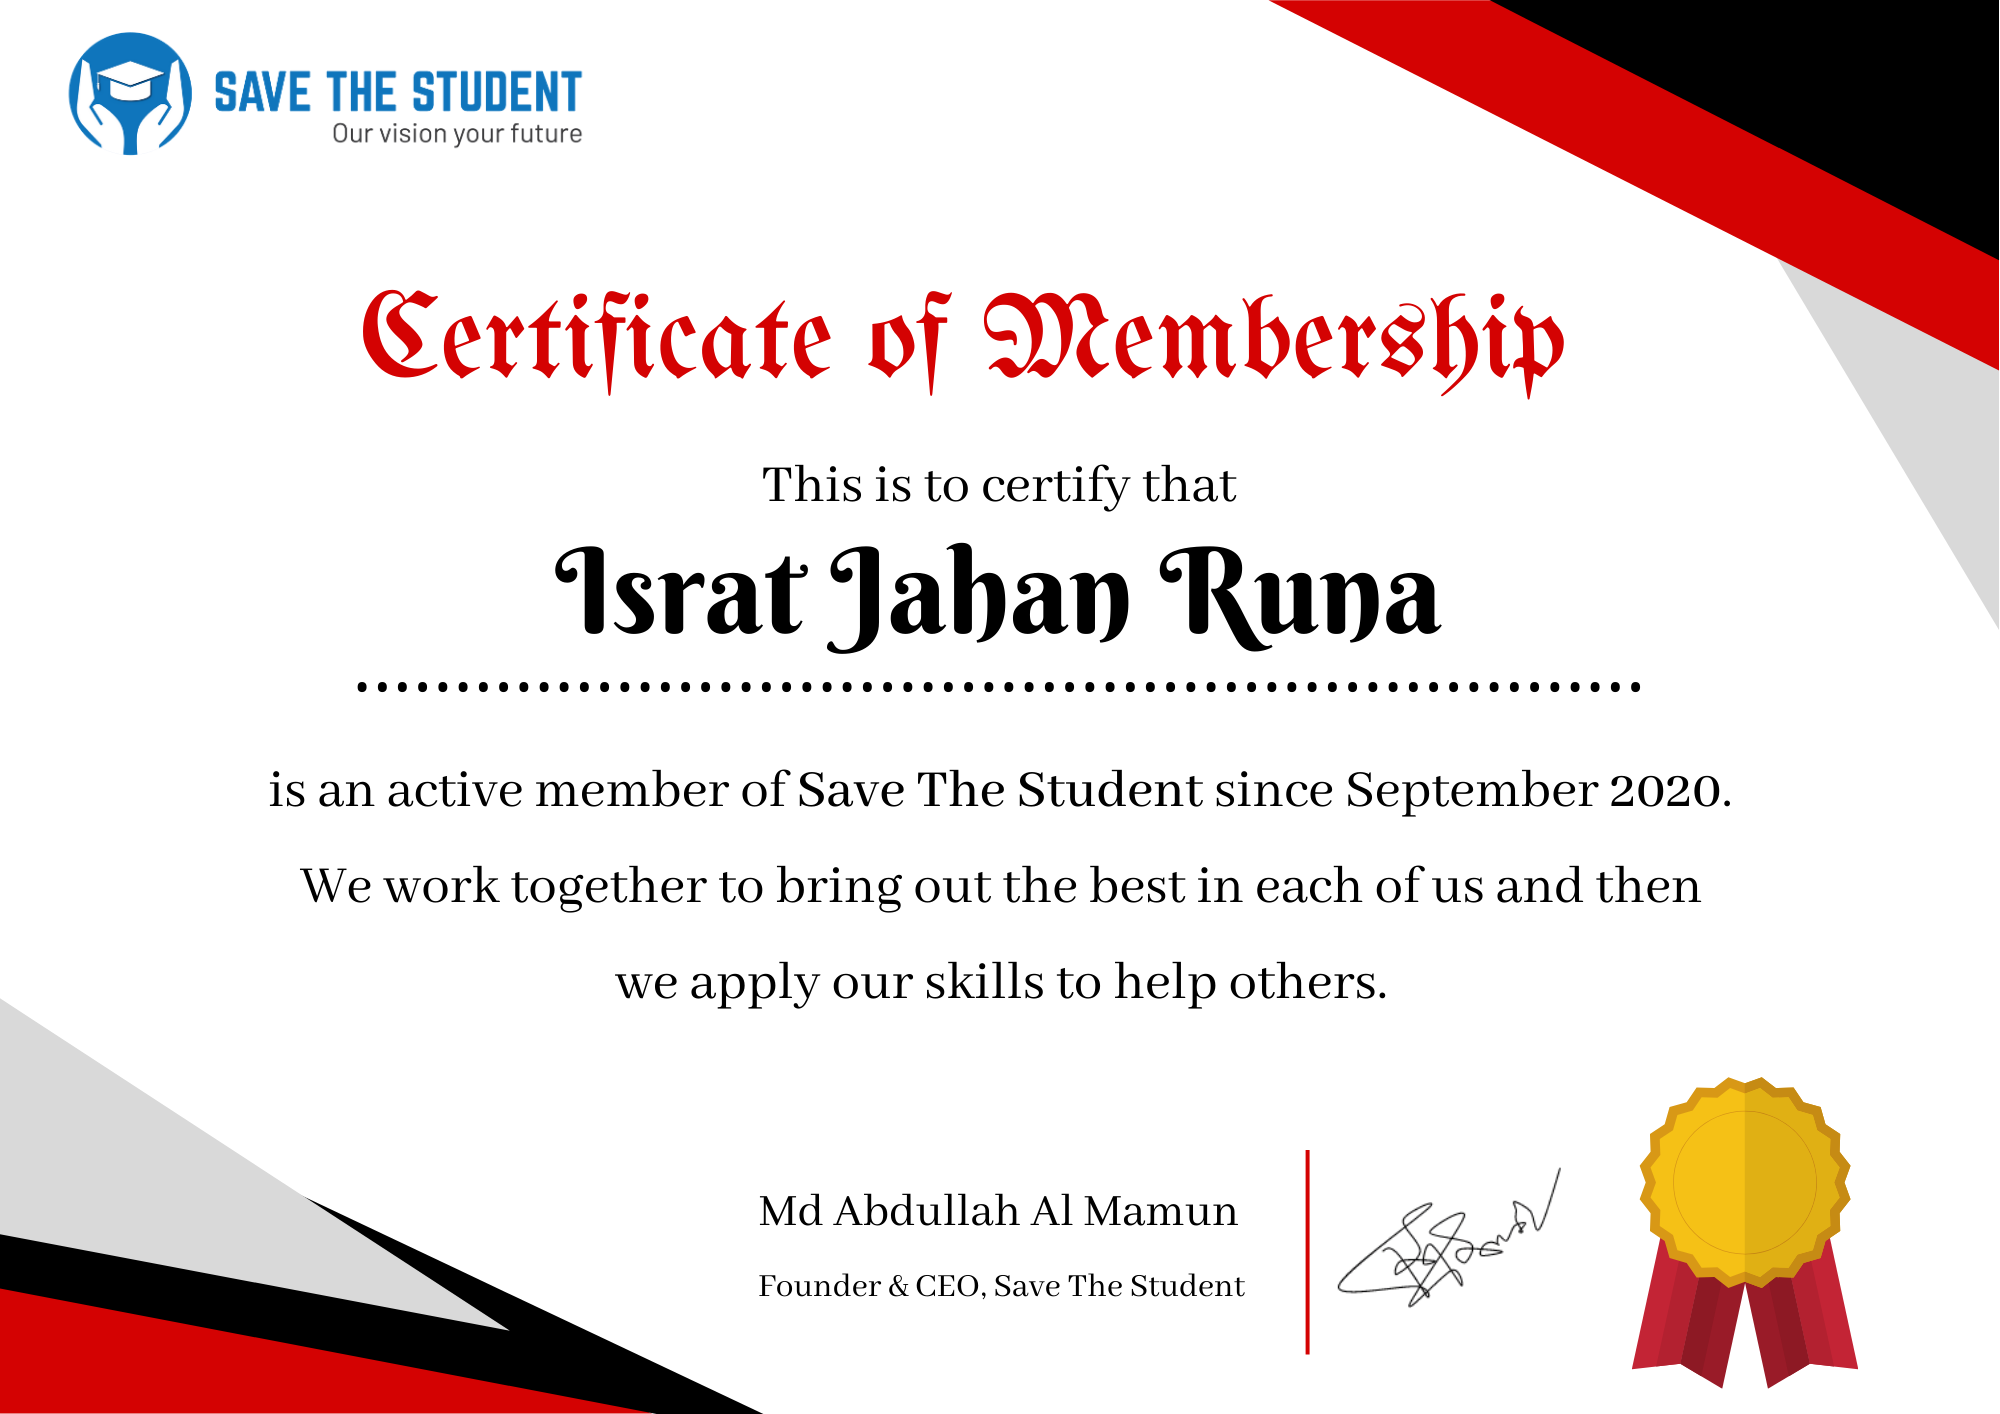 SAVE THE STUDENT
Our vision your future
Certificate of Membership
This is to certify that
Israt Jahan Runa
is an active member of Save The Student since September 2020.
We work together to bring out the best in each of us and then
we apply our skills to help others.
Md Abdullah Al Mamun
Founder & CEO, Save The Student